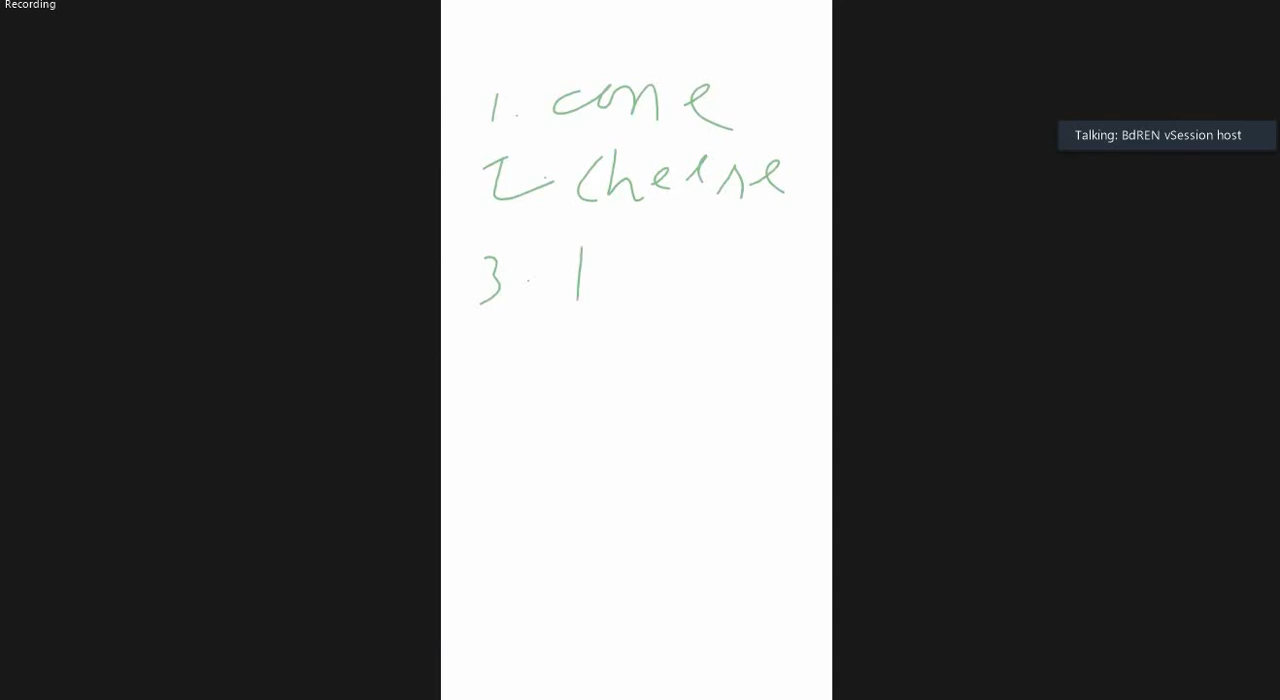 Recording
1. cone
Talking: BdREN vSession host
2. cheese
3. |